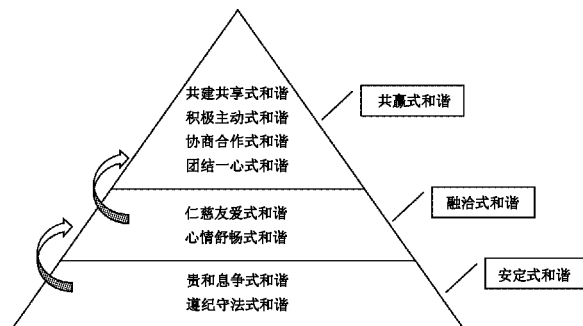 共建共享式和谐
积极主动式和谐
协商合作式和谐
团结一心式和谐
共赢式和谐
仁慈友爱式和谐
心情舒畅式和谐
融洽式和谐
贵和息争式和谐
遵纪守法式和谐
安定式和谐